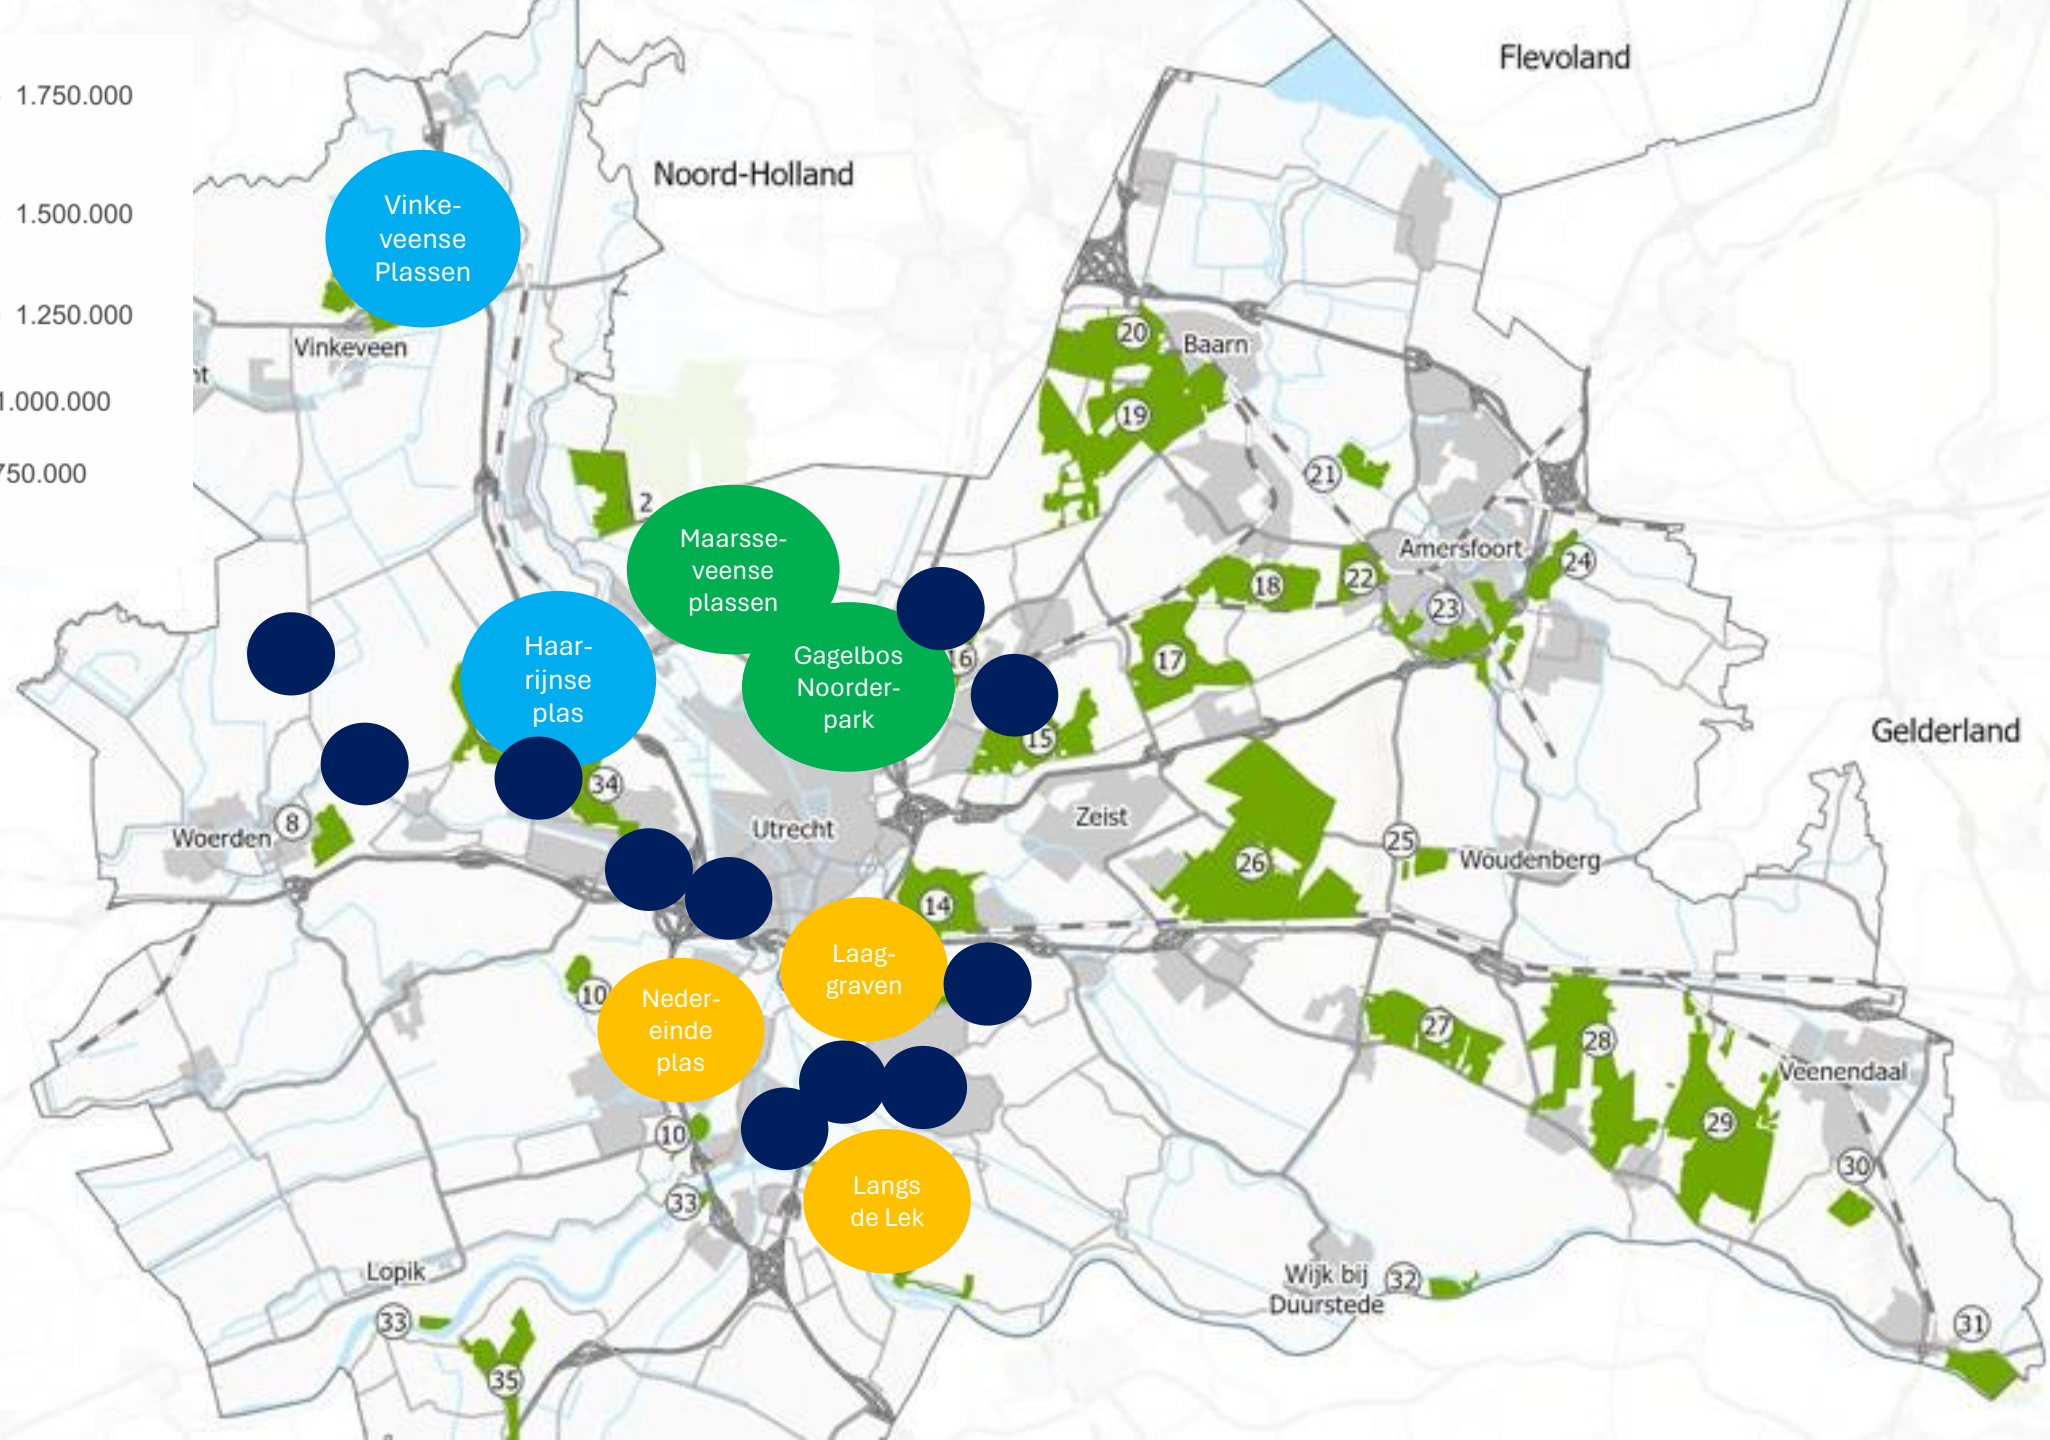 Flevoland
1.750.000
Noord-Holland
Vinke-
veense
Plassen
1.500.000
1.250.000
20
Baarn
Vinkeveen
nt
1.000.000
19
750.000
21
2
Maarsse-
veense
plassen
Amersfoort
24
22
18
23
Haar-
rijnse
plas
Gagelbos
Noorder-
park
16
17
Gelderland
15
34
8
Woerden
Utrecht
Zeist
25
Woudenberg
26
14
Laag-
graven
10
Neder-
einde
plas
27
28
Veenendaal
29
10
30
Langs
de Lek
33
Lopik
Wijk bij
Duurstede
32
33
31
35